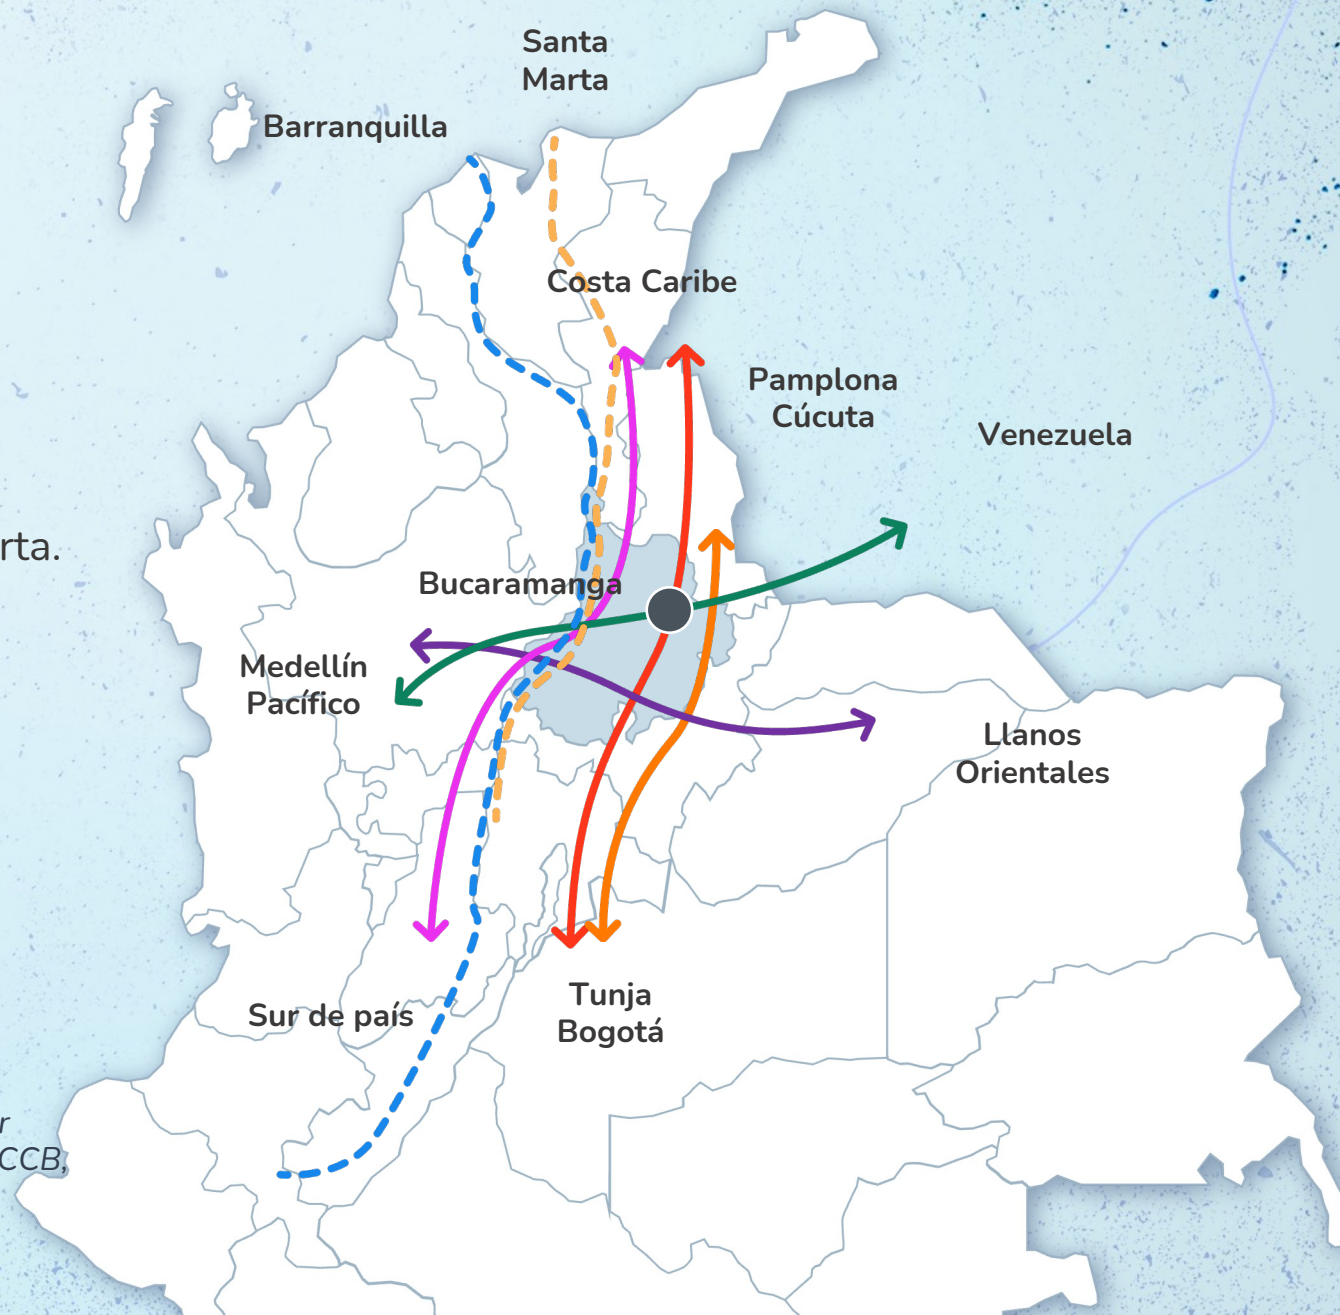 Santa
Marta
Barranquilla
Costa Caribe
Pamplona
Cúcuta
Venezuela
rta.
Bucaramanga
Medellín
Pacífico
Llanos
Orientales
Tunja
Bogotá
Sur de país
r
CCB,